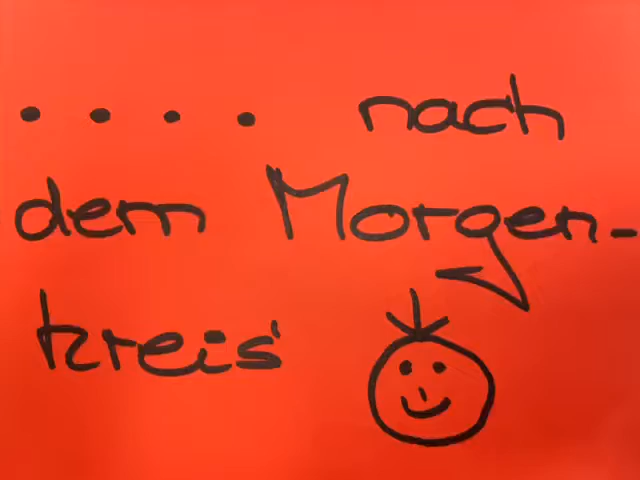 . . . . nach
dem Morgen-
kreis